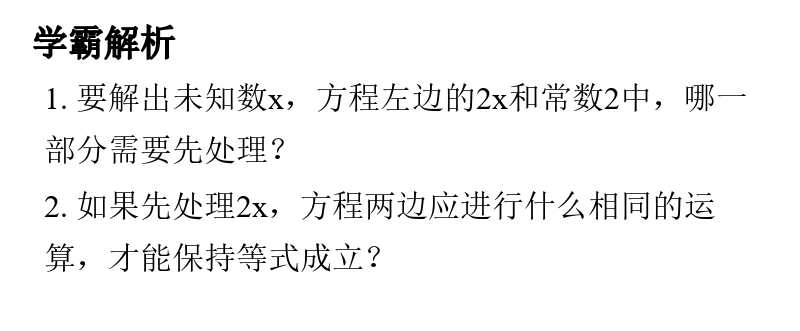 学霸解析
1. 要解出未知数x，方程左边的2x和常数2中，哪一
部分需要先处理？
2. 如果先处理2x，方程两边应进行什么相同的运
算，才能保持等式成立？